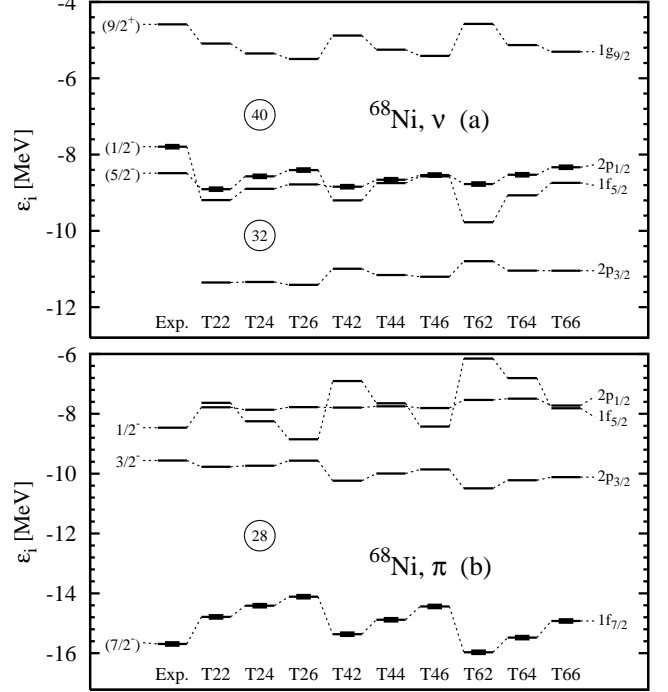 -4
(9/2⁺)
1g₉/₂
-6
40
⁶⁸Ni, ν (a)
εᵢ [MeV]
-8
(1/2⁻)
2p₁/₂
(5/2⁻)
1f₅/₂
-10
32
2p₃/₂
-12
Exp. T22 T24 T26 T42 T44 T46 T62 T64 T66
-6
2p₁/₂
-8
1f₅/₂
1/2⁻
3/2⁻
2p₃/₂
-10
εᵢ [MeV]
-12
28
⁶⁸Ni, π (b)
-14
1f₇/₂
(7/2⁻)
-16
Exp. T22 T24 T26 T42 T44 T46 T62 T64 T66